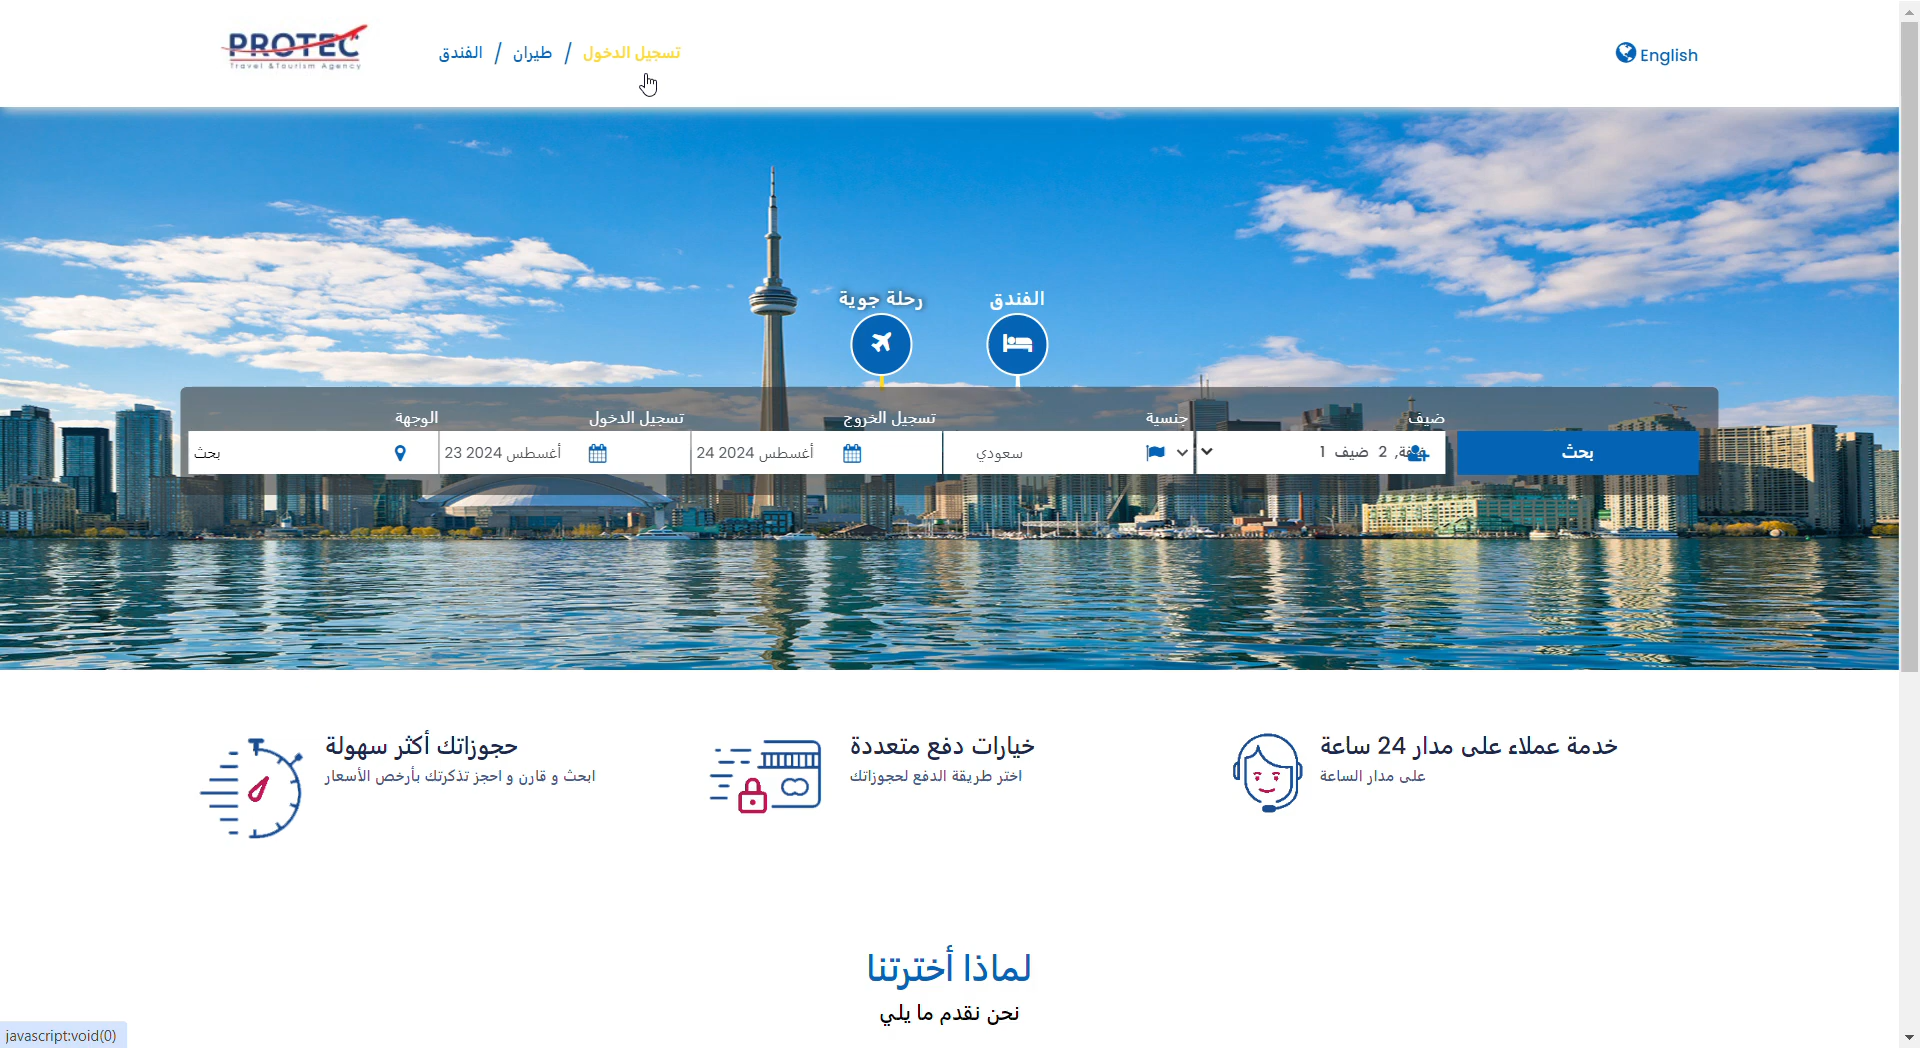 PROTEC
Travel & Tourism Agency
الفندق / طيران / تسجيل الدخول
English
رحلة جوية
الفندق
الوجهة
تسجيل الدخول
تسجيل الخروج
جنسية
ضيف
بحث
23 أغسطس 2024
24 أغسطس 2024
سعودي
1 ضيف 2 ,
بحث
حجوزاتك أكثر سهولة
ابحث و قارن و احجز تذكرتك بأرخص الأسعار
خيارات دفع متعددة
اختر طريقة الدفع لحجوزاتك
خدمة عملاء على مدار 24 ساعة
على مدار الساعة
لماذا أخترتنا
نحن نقدم ما يلي
javascript:void(0)